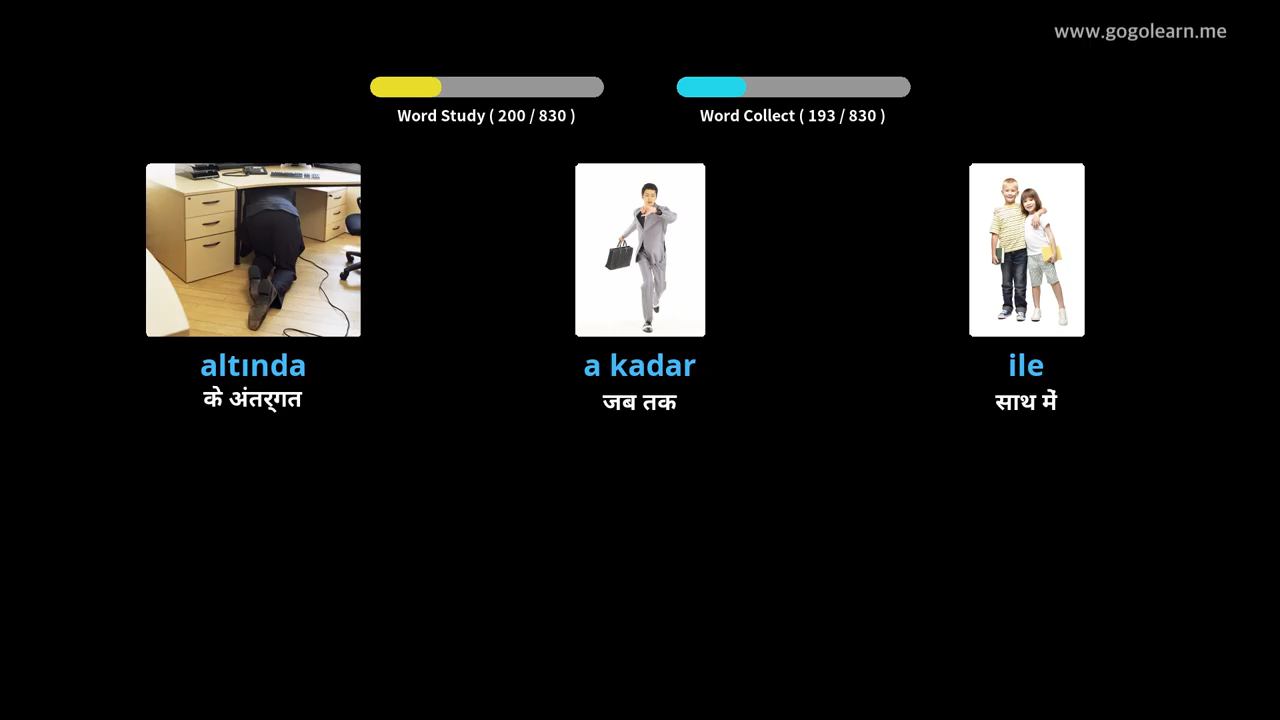 www.gogolearn.me
Word Study ( 200 / 830 )
Word Collect ( 193 / 830 )
altında
के अंतर्गत
a kadar
जब तक
ile
साथ में